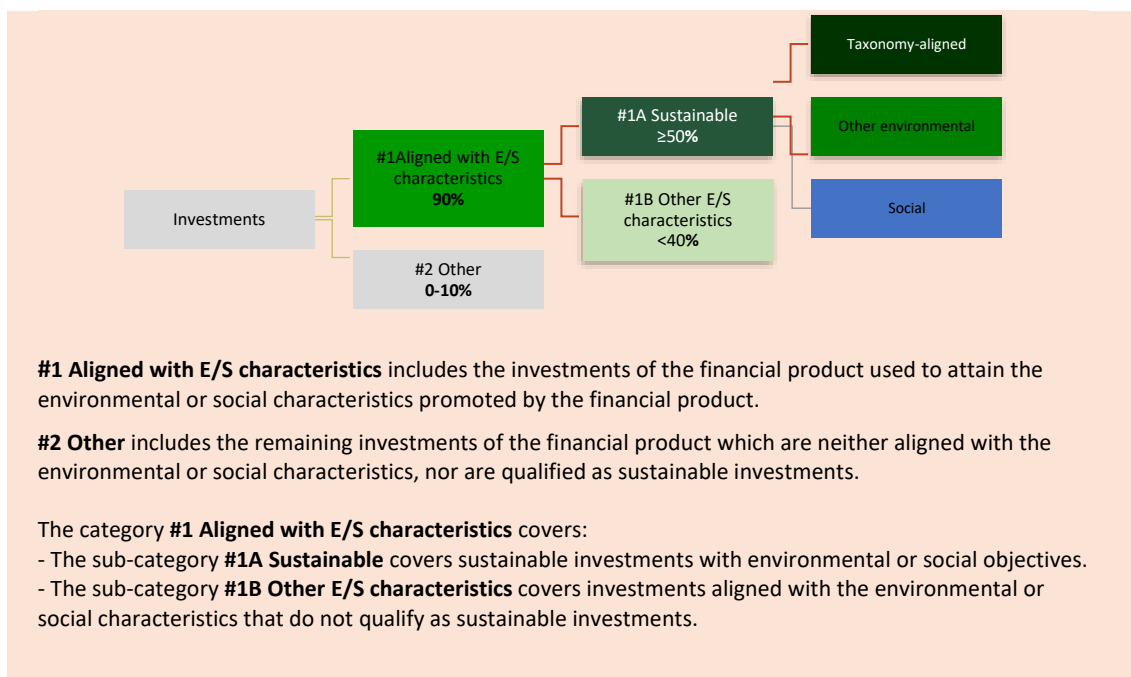 Taxonomy-aligned
#1A Sustainable
≥50%
Other environmental
#1Aligned with E/S
characteristics
90%
#1B Other E/S
characteristics
<40%
Social
Investments
#2 Other
0-10%
#1 Aligned with E/S characteristics includes the investments of the financial product used to attain the
environmental or social characteristics promoted by the financial product.
#2 Other includes the remaining investments of the financial product which are neither aligned with the
environmental or social characteristics, nor are qualified as sustainable investments.
The category #1 Aligned with E/S characteristics covers:
- The sub-category #1A Sustainable covers sustainable investments with environmental or social objectives.
- The sub-category #1B Other E/S characteristics covers investments aligned with the environmental or
social characteristics that do not qualify as sustainable investments.